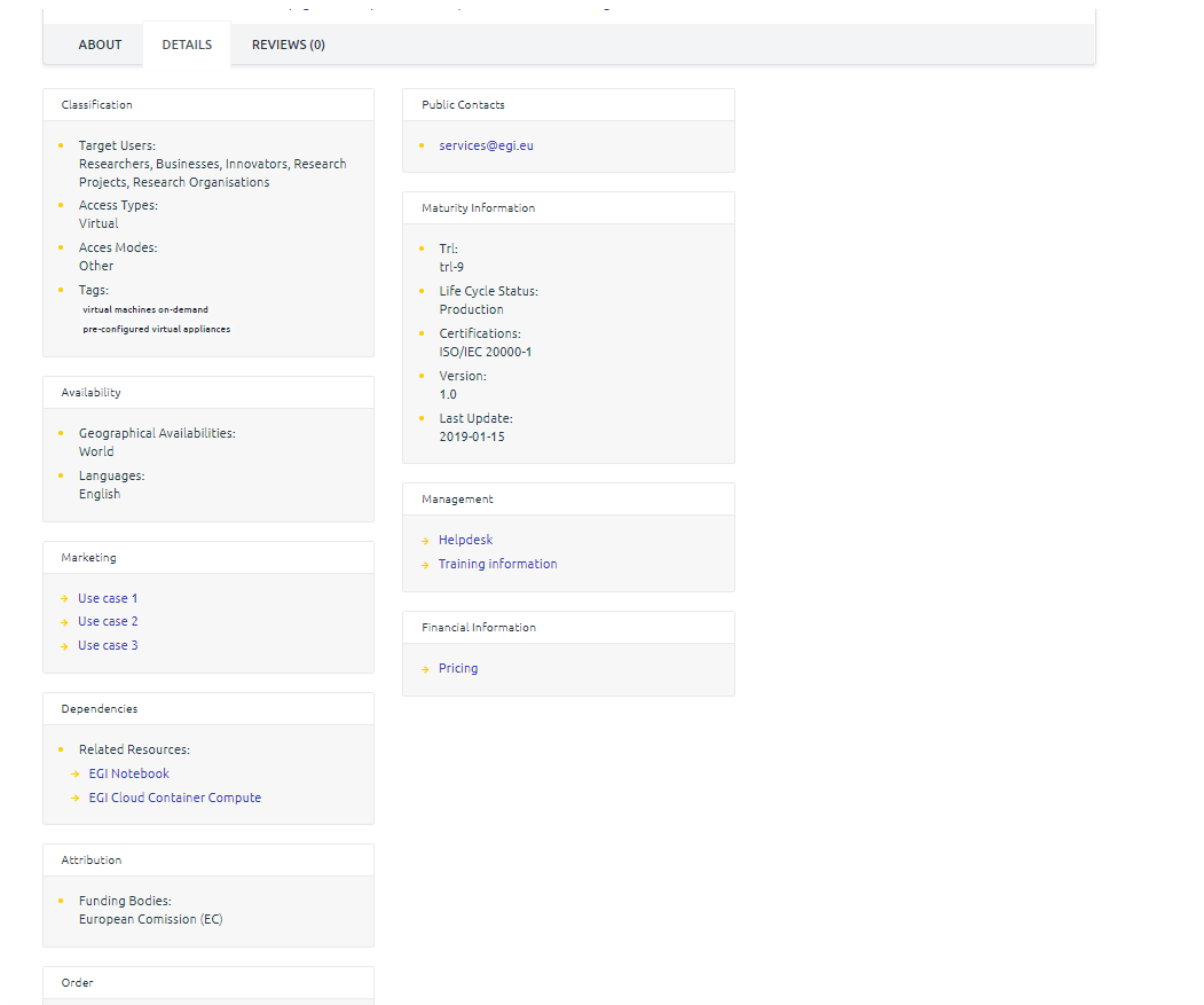 ABOUT
DETAILS
REVIEWS (0)
Classification
Target Users:
Researchers, Businesses, Innovators, Research
Projects, Research Organisations
Access Types:
Virtual
Acces Modes:
Other
Tags:
virtual machines on-demand
pre-configured virtual appliances
Availability
Geographical Availabilities:
World
Languages:
English
Marketing
Use case 1
Use case 2
Use case 3
Dependencies
Related Resources:
EGI Notebook
EGI Cloud Container Compute
Attribution
Funding Bodies:
European Comission (EC)
Order
Public Contacts
services@egi.eu
Maturity Information
Trl:
trl-9
Life Cycle Status:
Production
Certifications:
ISO/IEC 20000-1
Version:
1.0
Last Update:
2019-01-15
Management
Helpdesk
Training information
Financial Information
Pricing